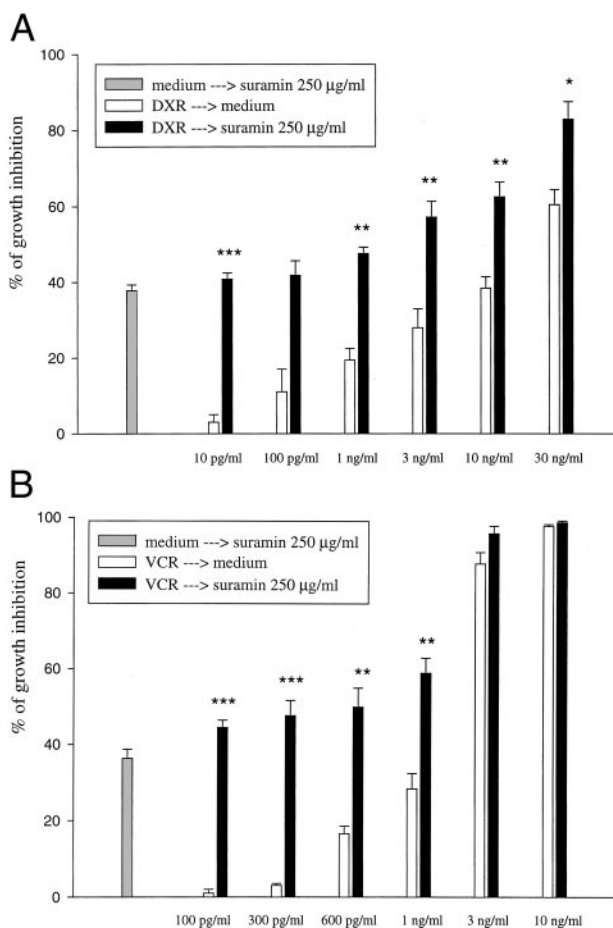 A
100
80
60
40
20
0
% of growth inhibition
medium ---> suramin 250 µg/ml
DXR ---> medium
DXR ---> suramin 250 µg/ml
*** ** ** ** *
10 pg/ml 100 pg/ml 1 ng/ml 3 ng/ml 10 ng/ml 30 ng/ml
B
100
80
60
40
20
0
% of growth inhibition
medium ---> suramin 250 µg/ml
VCR ---> medium
VCR ---> suramin 250 µg/ml
*** *** ** **
100 pg/ml 300 pg/ml 600 pg/ml 1 ng/ml 3 ng/ml 10 ng/ml